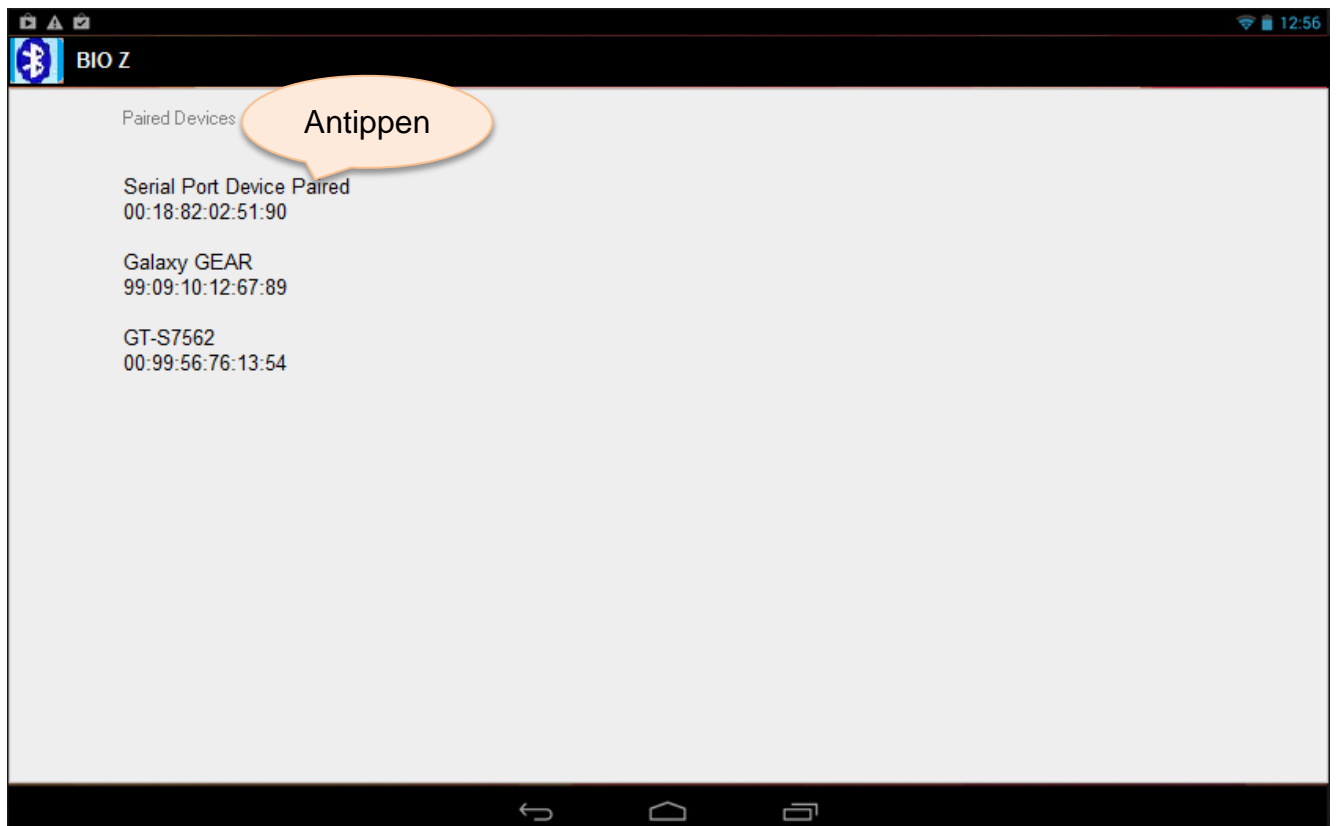 12:56
BIO Z
Paired Devices
Antippen
Serial Port Device Paired
00:18:82:02:51:90
Galaxy GEAR
99:09:10:12:67:89
GT-S7562
00:99:56:76:13:54